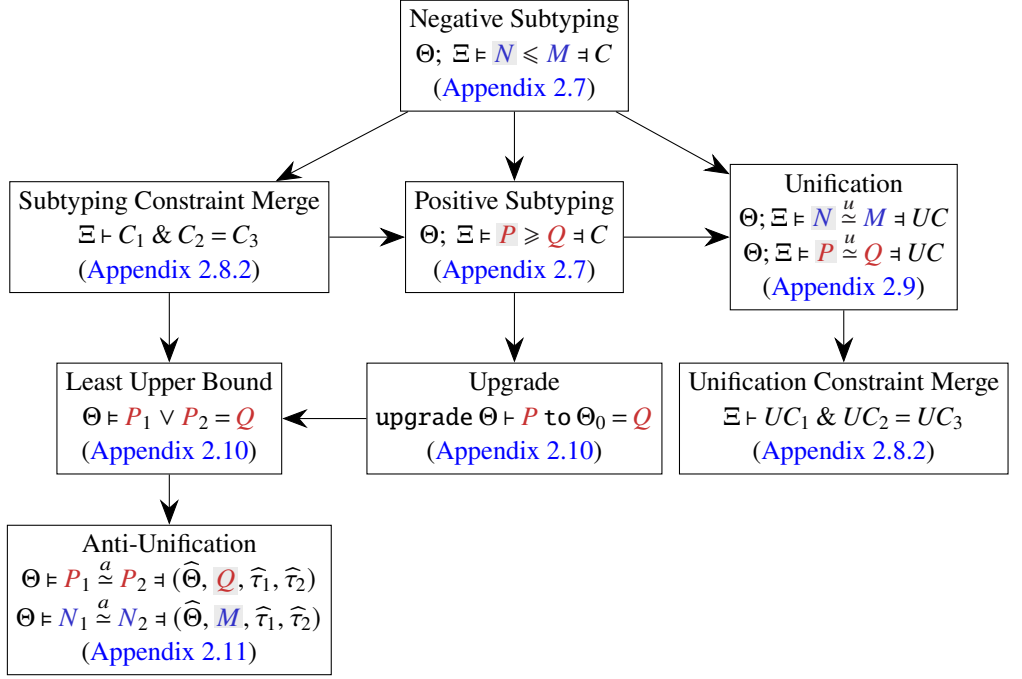 Negative Subtyping
Θ; Ξ ⊨ N ⩽ M ⫤ C
(Appendix 2.7)
Subtyping Constraint Merge
Ξ ⊢ C₁ & C₂ = C₃
(Appendix 2.8.2)
Positive Subtyping
Θ; Ξ ⊨ P ⩾ Q ⫤ C
(Appendix 2.7)
Unification
Θ; Ξ ⊨ N ≃ᵘ M ⫤ UC
Θ; Ξ ⊨ P ≃ᵘ Q ⫤ UC
(Appendix 2.9)
Least Upper Bound
Θ ⊨ P₁ ∨ P₂ = Q
(Appendix 2.10)
Upgrade
upgrade Θ ⊢ P to Θ₀ = Q
(Appendix 2.10)
Unification Constraint Merge
Ξ ⊢ UC₁ & UC₂ = UC₃
(Appendix 2.8.2)
Anti-Unification
Θ ⊨ P₁ ≃ᵃ P₂ ⫤ (Θ̂, Q, τ̂₁, τ̂₂)
Θ ⊨ N₁ ≃ᵃ N₂ ⫤ (Θ̂, M, τ̂₁, τ̂₂)
(Appendix 2.11)